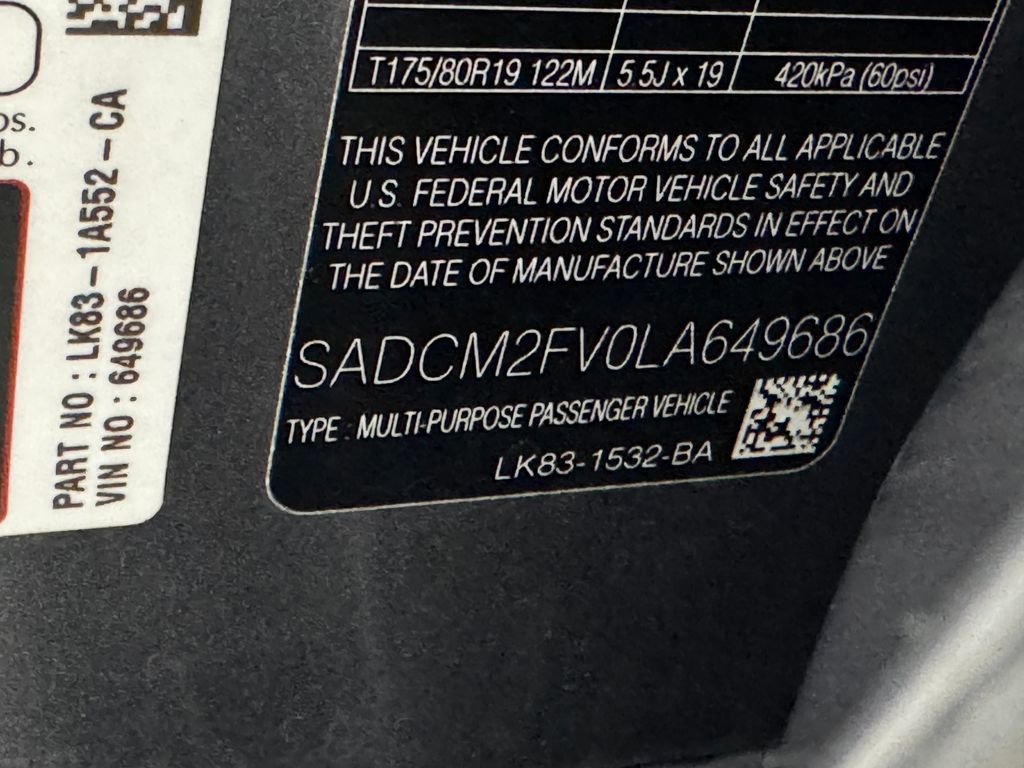 T175/80R19 122M 5.5J x 19 420kPa (60psi)
THIS VEHICLE CONFORMS TO ALL APPLICABLE
U.S. FEDERAL MOTOR VEHICLE SAFETY AND
THEFT PREVENTION STANDARDS IN EFFECT ON
THE DATE OF MANUFACTURE SHOWN ABOVE
SADCM2FV0LA649686
TYPE : MULTI-PURPOSE PASSENGER VEHICLE
LK83-1532-BA
PART NO : LK83-1A552-CA
VIN NO : 649686